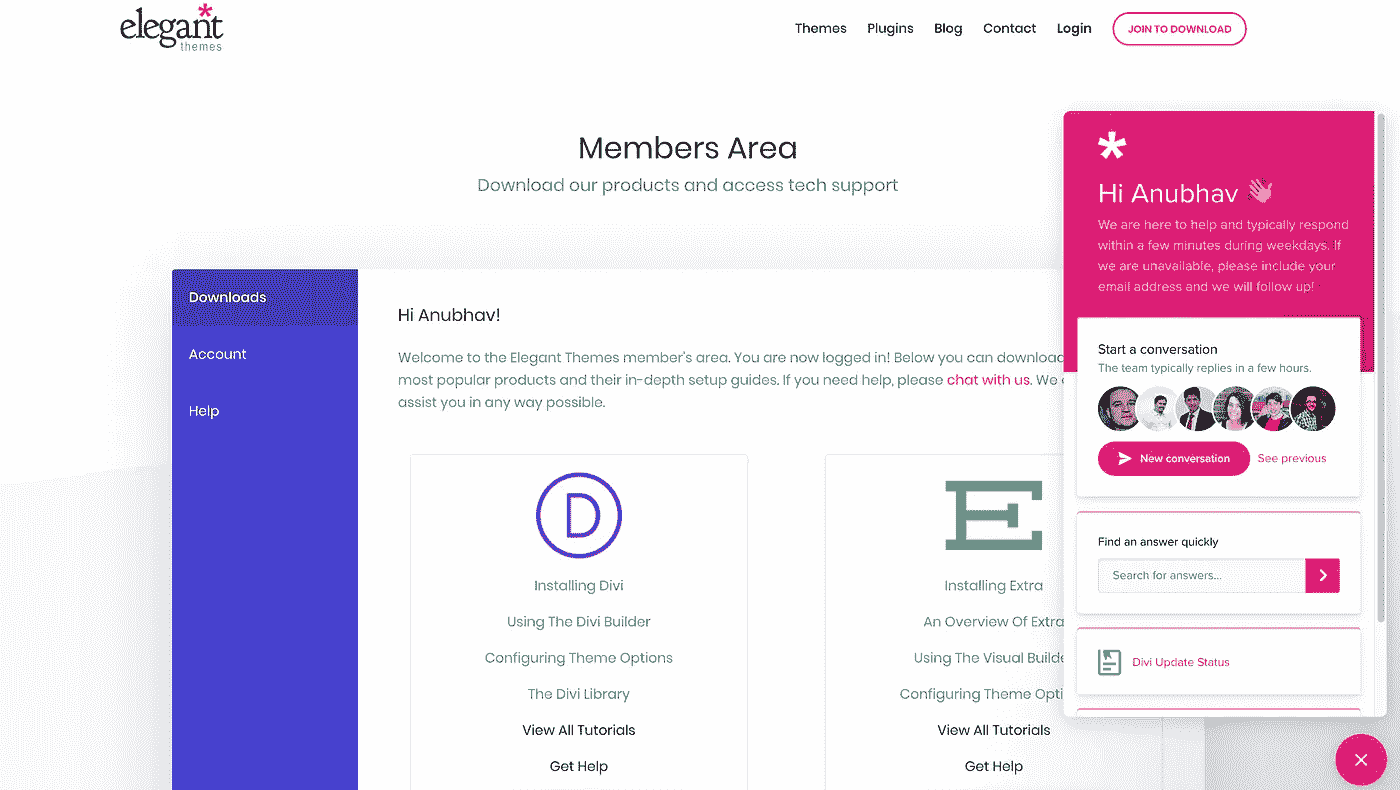 elegant
themes
Themes Plugins Blog Contact Login JOIN TO DOWNLOAD
Members Area
Download our products and access tech support
Downloads
Account
Help
Hi Anubhav!
Welcome to the Elegant Themes member's area. You are now logged in! Below you can download
most popular products and their in-depth setup guides. If you need help, please chat with us. We
assist you in any way possible.
D
Installing Divi
Using The Divi Builder
Configuring Theme Options
The Divi Library
View All Tutorials
Get Help
E
Installing Extra
An Overview Of Extra
Using The Visual Builde
Configuring Theme Opti
View All Tutorials
Get Help
Hi Anubhav
We are here to help and typically respond
within a few minutes during weekdays. If
we are unavailable, please include your
email address and we will follow up!
Start a conversation
The team typically replies in a few hours.
New conversation See previous
Find an answer quickly
Search for answers...
Divi Update Status